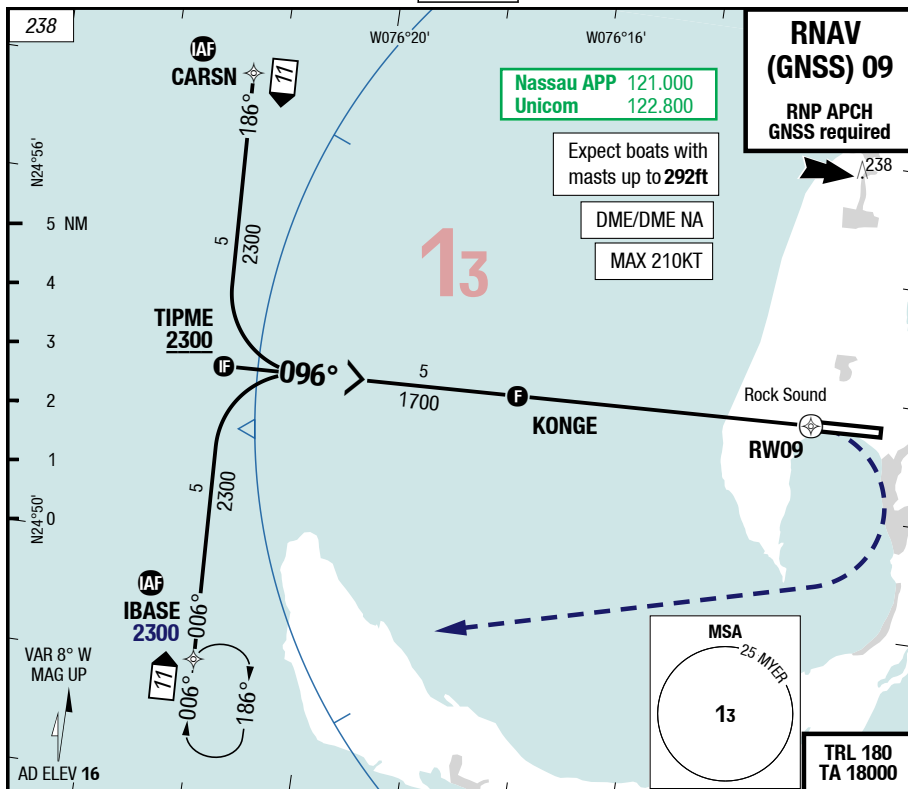 238
W076°20'
W076°16'
RNAV
(GNSS) 09
RNP APCH
GNSS required
IAF
CARSN
11
186°
Nassau APP 121.000
Unicom 122.800
Expect boats with
masts up to 292ft
238
N24°56'
5 NM
5
2300
DME/DME NA
13
MAX 210KT
4
TIPME
2300
3
IF
096°
5
1700
F
KONGE
Rock Sound
RW09
2
1
5
2300
N24°50'
0
IAF
IBASE
2300
006°
11
006°
186°
VAR 8° W
MAG UP
AD ELEV 16
MSA
25 MYER
13
TRL 180
TA 18000